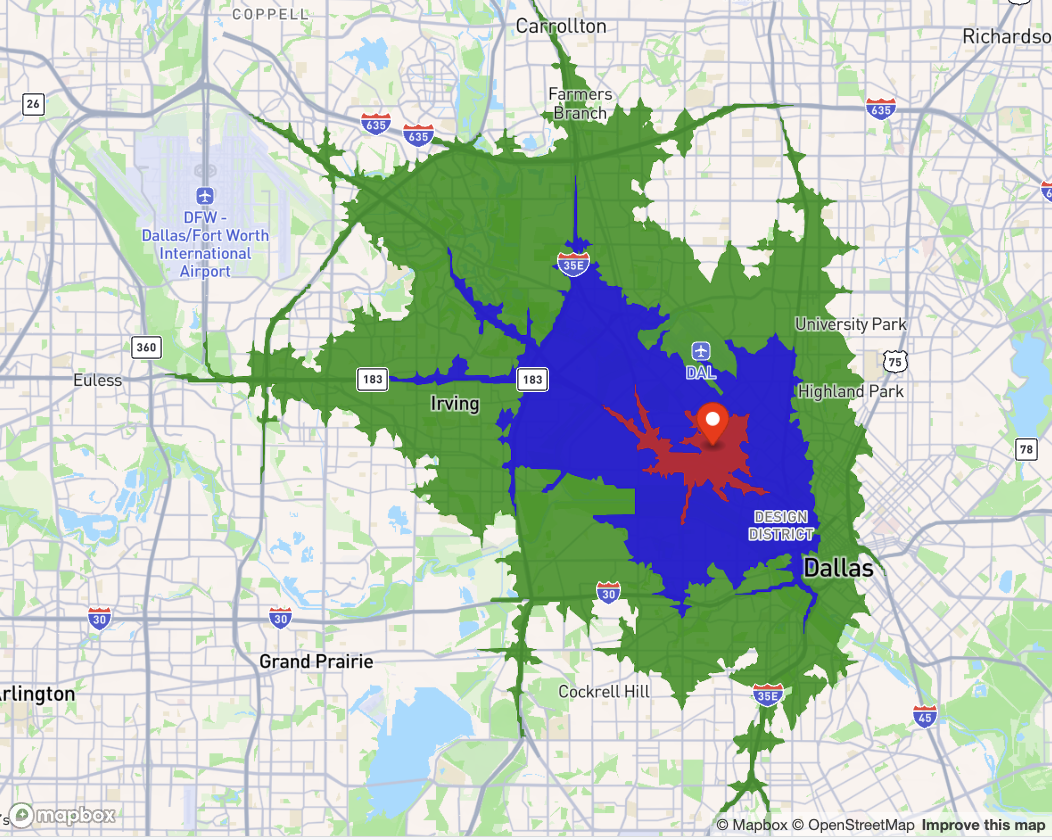 COPPELL
Carrollton
Richardso
26
Farmers
Branch
635
635
635
DFW -
Dallas/Fort Worth
International
Airport
35E
University Park
360
DAL
75
Euless
183
183
Highland Park
Irving
78
DESIGN
DISTRICT
Dallas
30
30
30
Grand Prairie
rlington
Cockrell Hill
35E
45
mapbox
© Mapbox © OpenStreetMap Improve this map